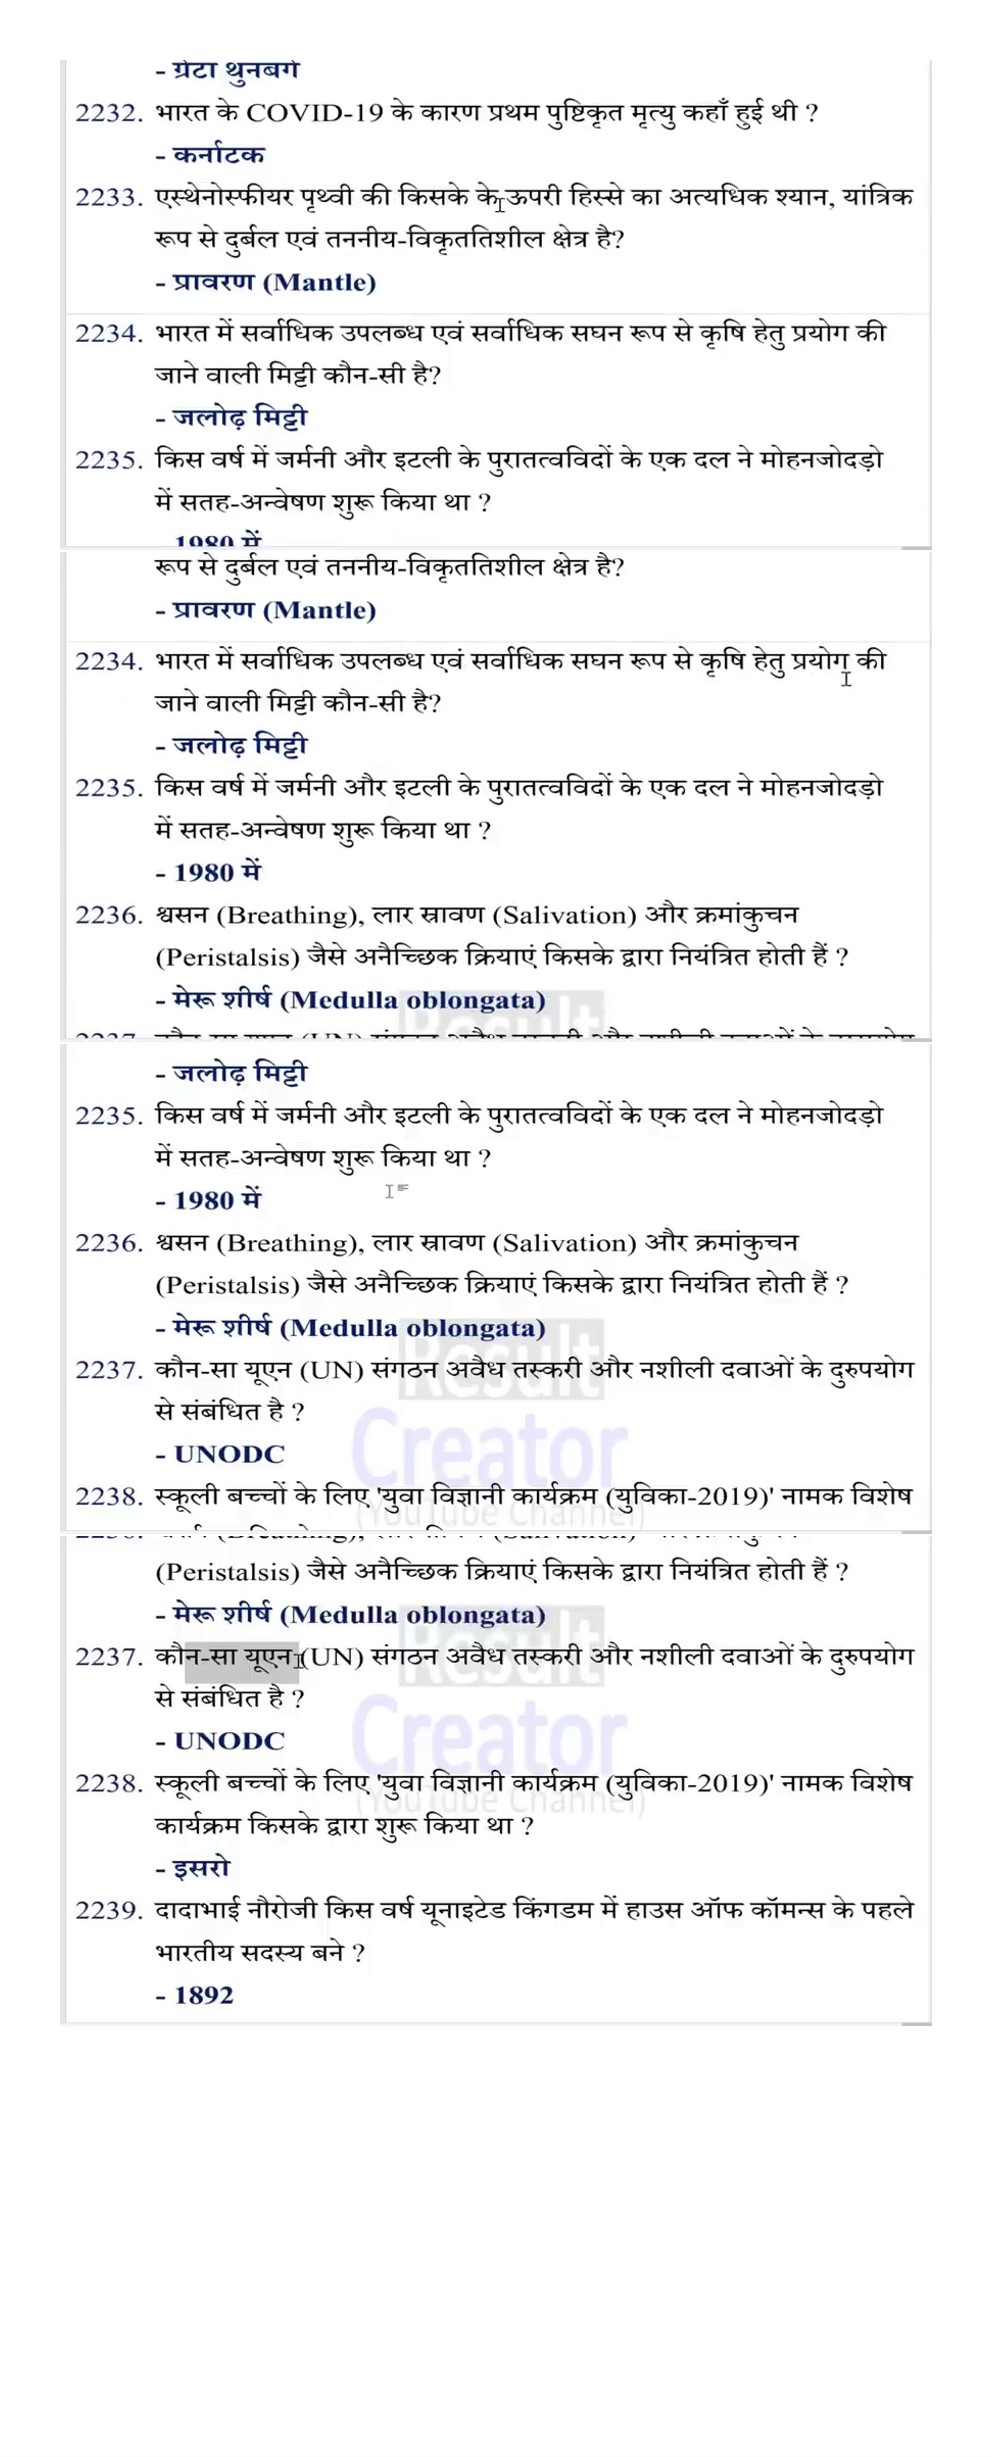 - ग्रेटा थुनबर्ग
2232. भारत के COVID-19 के कारण प्रथम पुष्टिकृत मृत्यु कहाँ हुई थी ?
- कर्नाटक
2233. एस्थेनोस्फीयर पृथ्वी की किसके के ऊपरी हिस्से का अत्यधिक श्यान, यांत्रिक
रूप से दुर्बल एवं तननीय-विकृततिशील क्षेत्र है?
- प्रावरण (Mantle)
2234. भारत में सर्वाधिक उपलब्ध एवं सर्वाधिक सघन रूप से कृषि हेतु प्रयोग की
जाने वाली मिट्टी कौन-सी है?
- जलोढ़ मिट्टी
2235. किस वर्ष में जर्मनी और इटली के पुरातत्वविदों के एक दल ने मोहनजोदड़ो
में सतह-अन्वेषण शुरू किया था ?
1980 में
रूप से दुर्बल एवं तननीय-विकृततिशील क्षेत्र है?
- प्रावरण (Mantle)
2234. भारत में सर्वाधिक उपलब्ध एवं सर्वाधिक सघन रूप से कृषि हेतु प्रयोग की
जाने वाली मिट्टी कौन-सी है?
- जलोढ़ मिट्टी
2235. किस वर्ष में जर्मनी और इटली के पुरातत्वविदों के एक दल ने मोहनजोदड़ो
में सतह-अन्वेषण शुरू किया था ?
- 1980 में
2236. श्वसन (Breathing), लार स्रावण (Salivation) और क्रमांकुचन
(Peristalsis) जैसे अनैच्छिक क्रियाएं किसके द्वारा नियंत्रित होती हैं ?
- मेरू शीर्ष (Medulla oblongata)
- जलोढ़ मिट्टी
2235. किस वर्ष में जर्मनी और इटली के पुरातत्वविदों के एक दल ने मोहनजोदड़ो
में सतह-अन्वेषण शुरू किया था ?
- 1980 में
2236. श्वसन (Breathing), लार स्रावण (Salivation) और क्रमांकुचन
(Peristalsis) जैसे अनैच्छिक क्रियाएं किसके द्वारा नियंत्रित होती हैं ?
- मेरू शीर्ष (Medulla oblongata)
Result
2237. कौन-सा यूएन (UN) संगठन अवैध तस्करी और नशीली दवाओं के दुरुपयोग
से संबंधित है ?
Creator
- UNODC
2238. स्कूली बच्चों के लिए 'युवा विज्ञानी कार्यक्रम (युविका-2019)' नामक विशेष
(YouTube Channel)
(Peristalsis) जैसे अनैच्छिक क्रियाएं किसके द्वारा नियंत्रित होती हैं ?
- मेरू शीर्ष (Medulla oblongata)
Result
2237. कौन-सा यूएन (UN) संगठन अवैध तस्करी और नशीली दवाओं के दुरुपयोग
से संबंधित है ?
Creator
- UNODC
2238. स्कूली बच्चों के लिए 'युवा विज्ञानी कार्यक्रम (युविका-2019)' नामक विशेष
(YouTube Channel)
कार्यक्रम किसके द्वारा शुरू किया था ?
- इसरो
2239. दादाभाई नौरोजी किस वर्ष यूनाइटेड किंगडम में हाउस ऑफ कॉमन्स के पहले
भारतीय सदस्य बने ?
- 1892